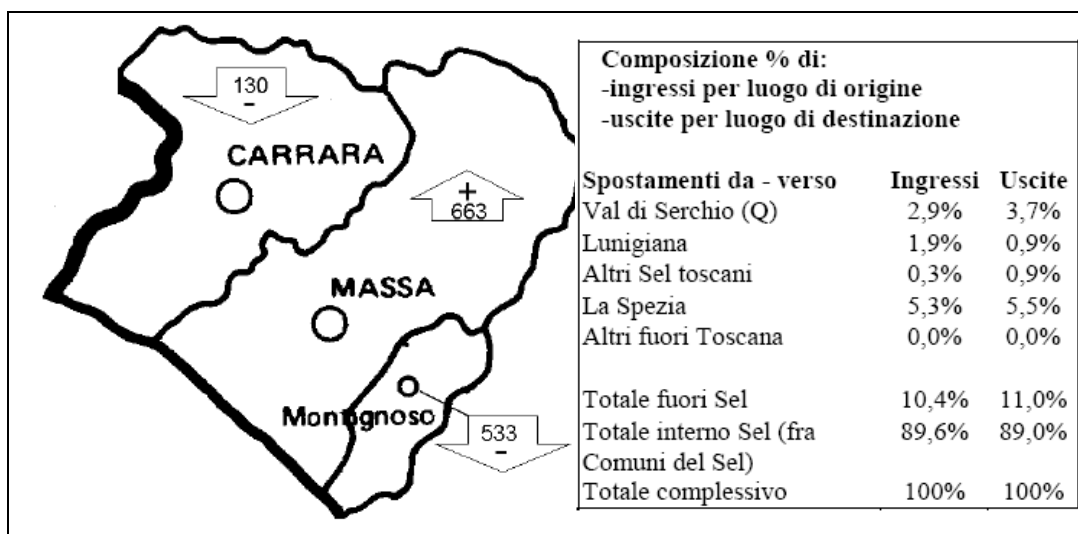 130
-
CARRARA
+
663
MASSA
Montignoso
533
-
Composizione % di:
-ingressi per luogo di origine
-uscite per luogo di destinazione
Spostamenti da - verso Ingressi Uscite
Val di Serchio (Q) 2,9% 3,7%
Lunigiana 1,9% 0,9%
Altri Sel toscani 0,3% 0,9%
La Spezia 5,3% 5,5%
Altri fuori Toscana 0,0% 0,0%
Totale fuori Sel 10,4% 11,0%
Totale interno Sel (fra 89,6% 89,0%
Comuni del Sel)
Totale complessivo 100% 100%